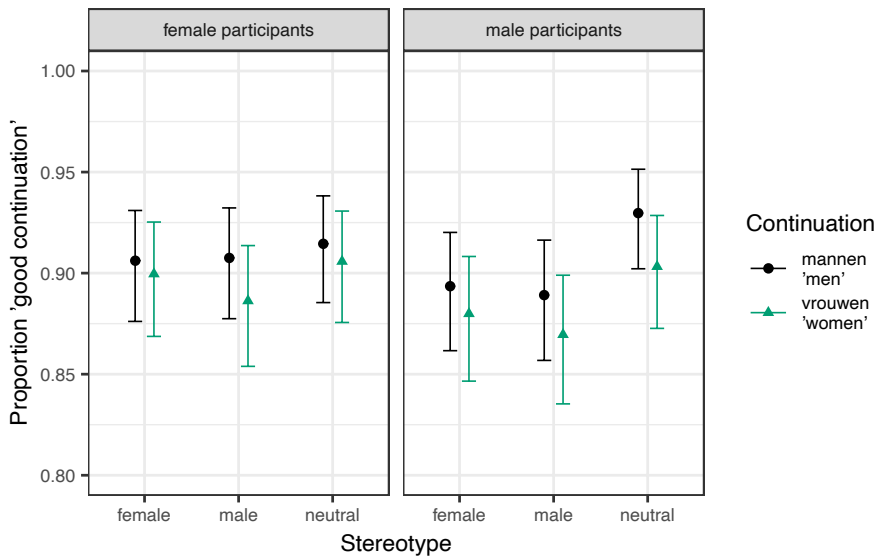 female participants
male participants
1.00
0.95
0.90
0.85
0.80
Proportion 'good continuation'
female
male
neutral
female
male
neutral
Stereotype
Continuation
mannen
'men'
vrouwen
'women'